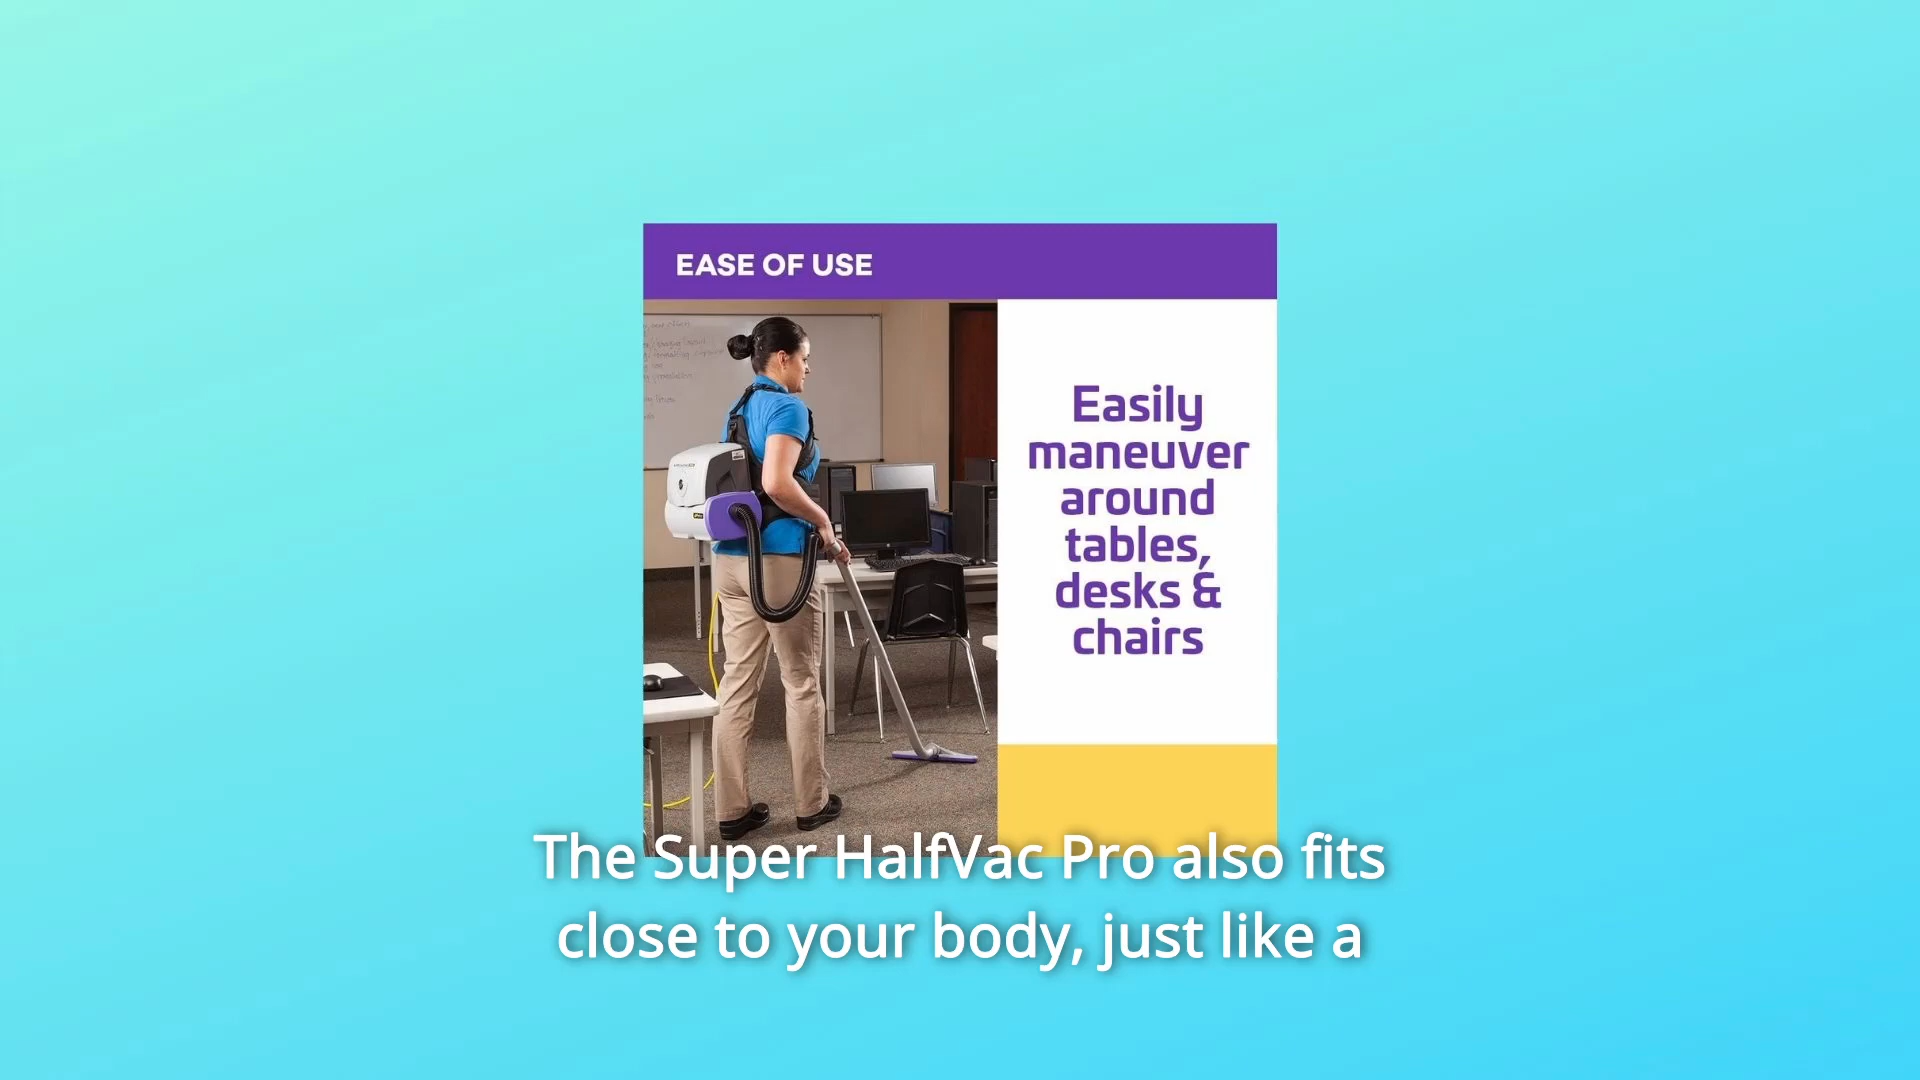 EASE OF USE
Easily
maneuver
around
tables,
desks &
chairs
The Super HalfVac Pro also fits
close to your body, just like a